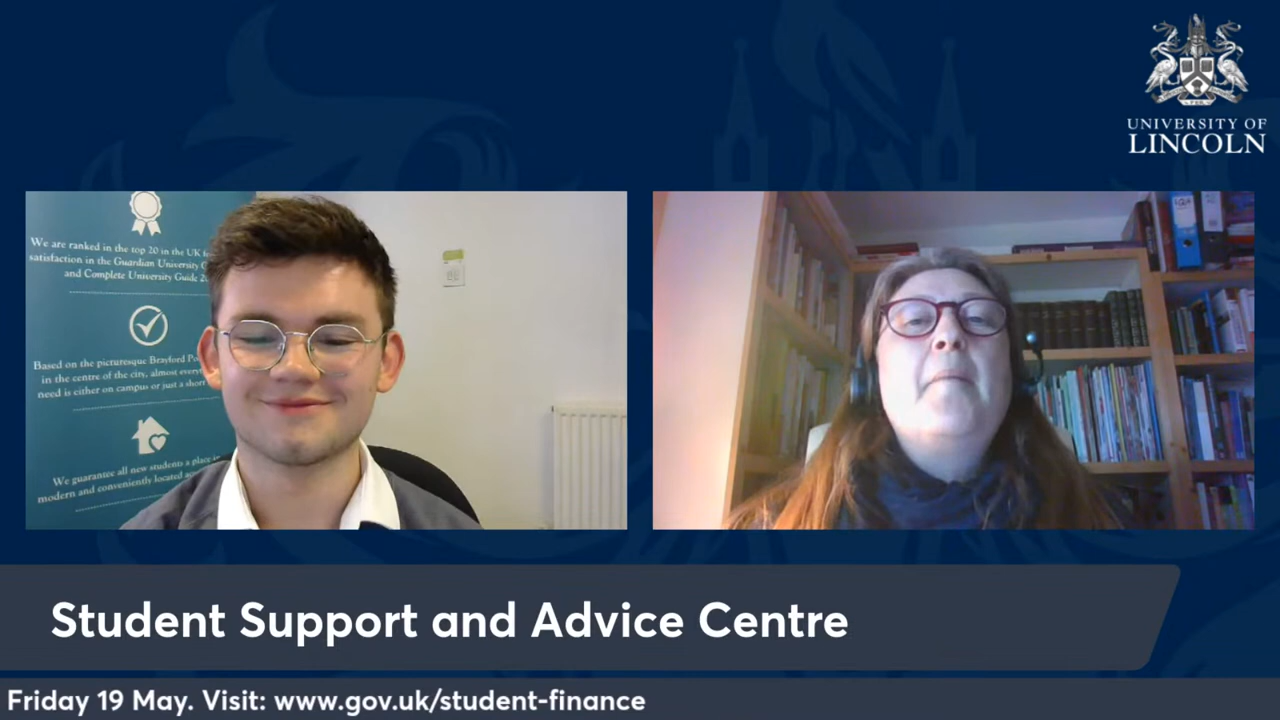 UNIVERSITY OF
LINCOLN
We are ranked in the top 20 in the UK
satisfaction in the Guardian University
and Complete University Guide
Based on the picturesque Brayford
in the centre of the city, almost
need is either on campus or just a short
We guarantee all new students a place
modern and conveniently located
Student Support and Advice Centre
Friday 19 May. Visit: www.gov.uk/student-finance